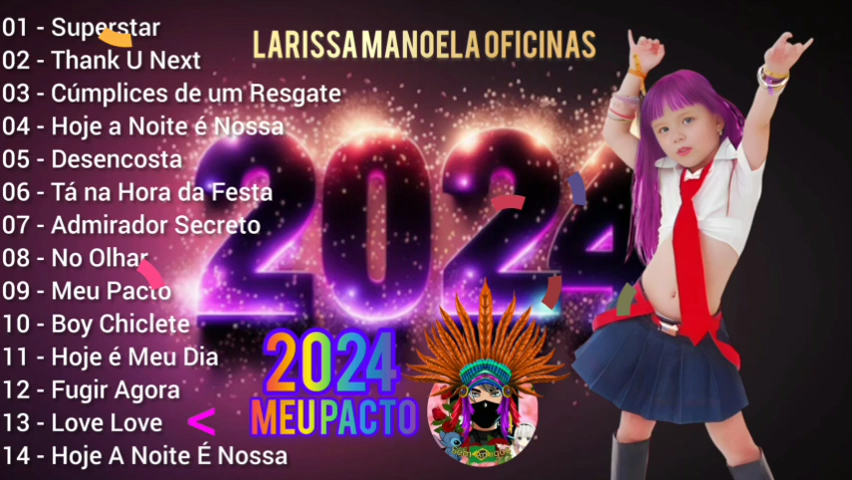 LARISSA MANOELA OFICINAS
01 - Superstar
02 - Thank U Next
03 - Cúmplices de um Resgate
04 - Hoje a Noite é Nossa
05 - Desencosta
06 - Tá na Hora da Festa
07 - Admirador Secreto
08 - No Olhar
09 - Meu Pacto
10 - Boy Chiclete
11 - Hoje é Meu Dia
12 - Fugir Agora
13 - Love Love <
14 - Hoje A Noite É Nossa
2024
2024
MEU PACTO